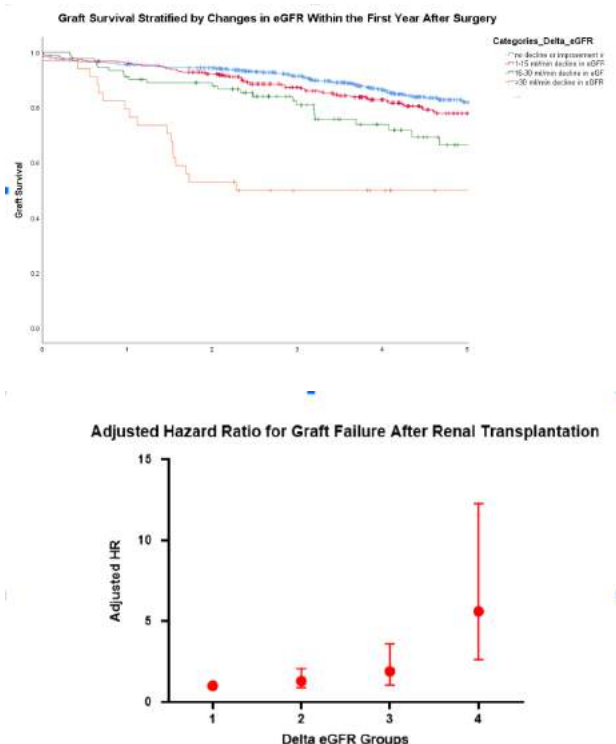 Graft Survival Stratified by Changes in eGFR Within the First Year After Surgery
Categories_Delta_eGFR
no decline or improvement
1-15 ml/min decline in eGFR
16-30 ml/min decline in eGF
>30 ml/min decline in eGFR
Graft Survival
1.0
0.8
0.6
0.4
0.2
0.0
0 1 2 3 4 5
Adjusted Hazard Ratio for Graft Failure After Renal Transplantation
Adjusted HR
15
10
5
0
1 2 3 4
Delta eGFR Groups